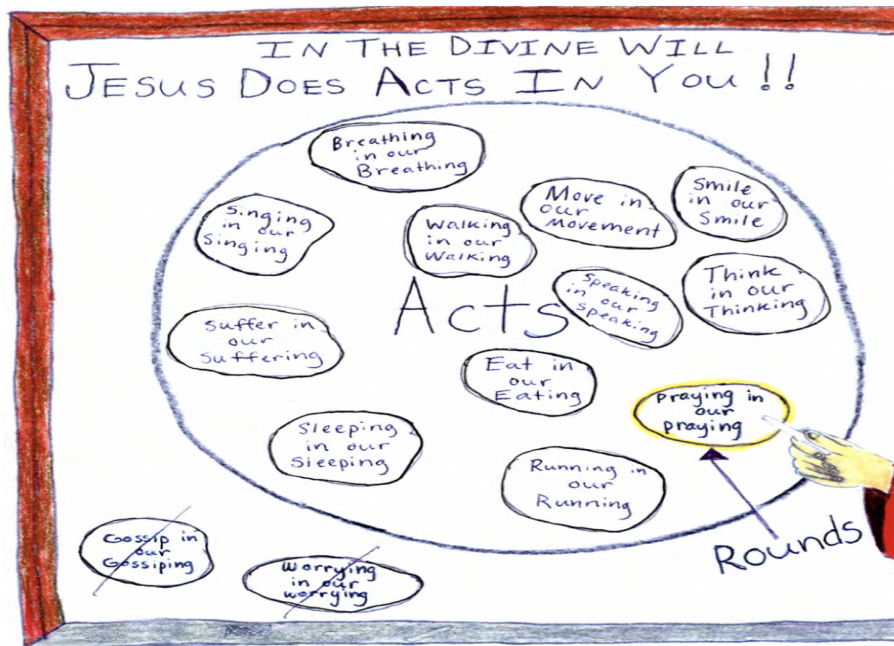 IN THE DIVINE WILL
JESUS DOES ACTS IN YOU!!
Breathing
in our
Breathing
Singing
in our
Singing
Walking
in our
Walking
Move in
our
Movement
Smile
in our
Smile
Suffer in
our
Suffering
Acts
Speaking
in our
Speaking
Think
in our
Thinking
Eat in
our
Eating
Praying in
our
praying
Sleeping
in our
Sleeping
Running in
our
Running
Rounds
Gossip in
our
Gossiping
Worrying
in our
worrying